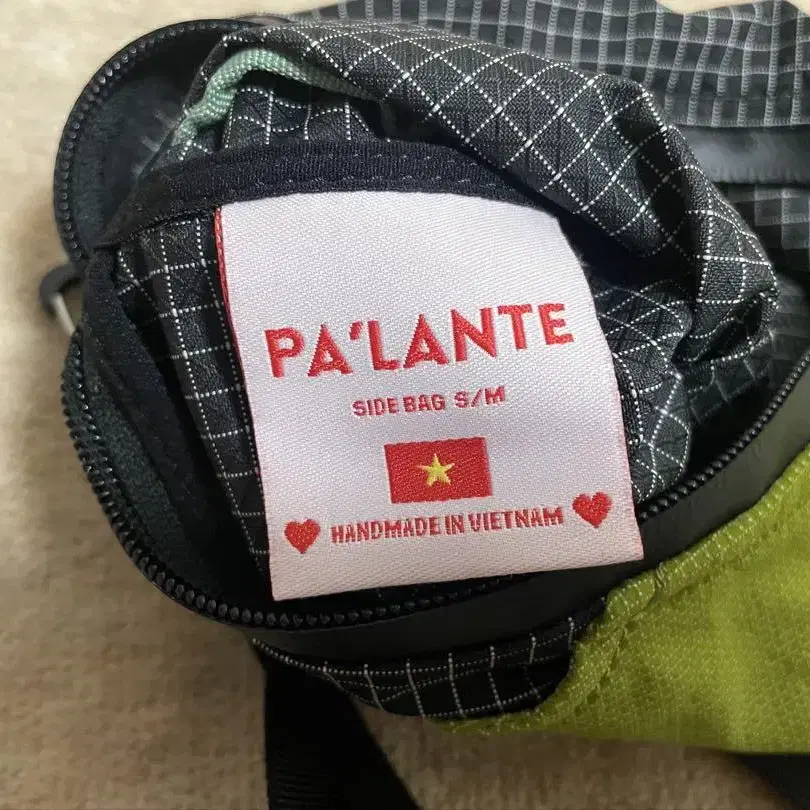 PA'LANTE
SIDE BAG S/M
HANDMADE IN VIETNAM